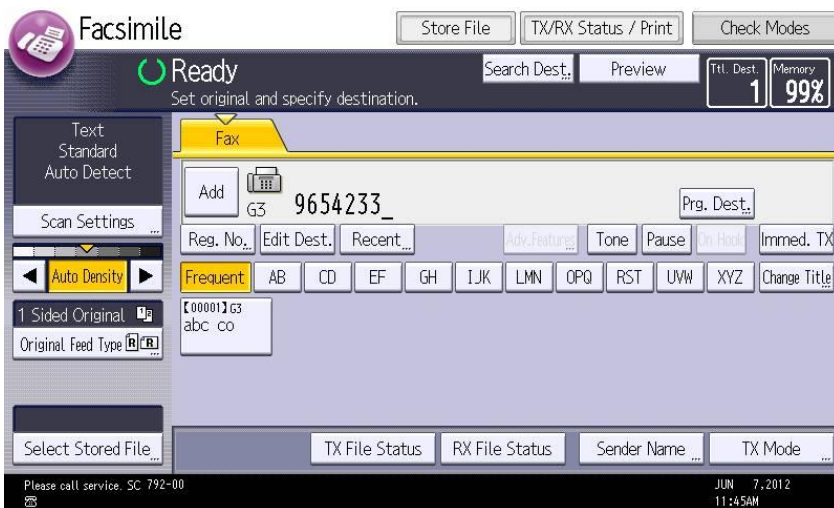 Facsimile
Store File
TX/RX Status / Print
Check Modes
Ready
Search Dest.
Preview
Ttl. Dest.
1
Memory
99%
Set original and specify destination.
Text
Standard
Auto Detect
Fax
Add
G3
9654233_
Prg. Dest.
Scan Settings
Reg. No.
Edit Dest.
Recent
Adv.Features
Tone
Pause
On Hook
Immed. TX
Auto Density
Frequent
AB
CD
EF
GH
IJK
LMN
OPQ
RST
UVW
XYZ
Change Title
1 Sided Original
【00001】G3
abc co
Original Feed Type
Select Stored File
TX File Status
RX File Status
Sender Name
TX Mode
Please call service. SC 792-00
JUN 7,2012
11:45AM